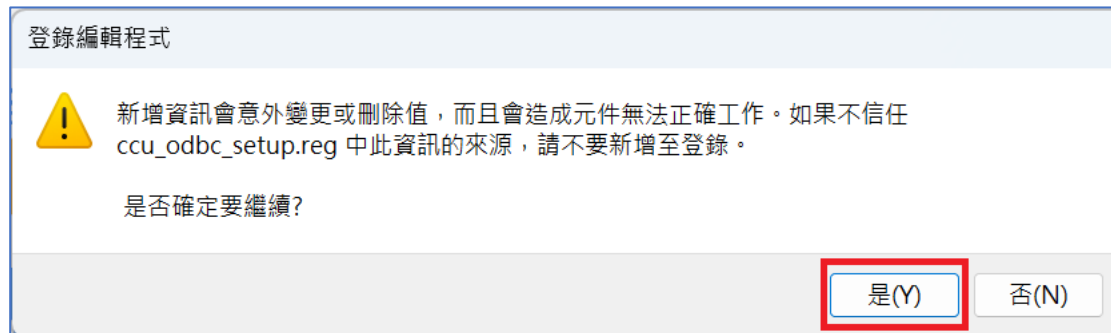 登錄編輯程式
新增資訊會意外變更或刪除值，而且會造成元件無法正確工作。如果不信任
ccu_odbc_setup.reg 中此資訊的來源，請不要新增至登錄。
是否確定要繼續?
是(Y) 否(N)